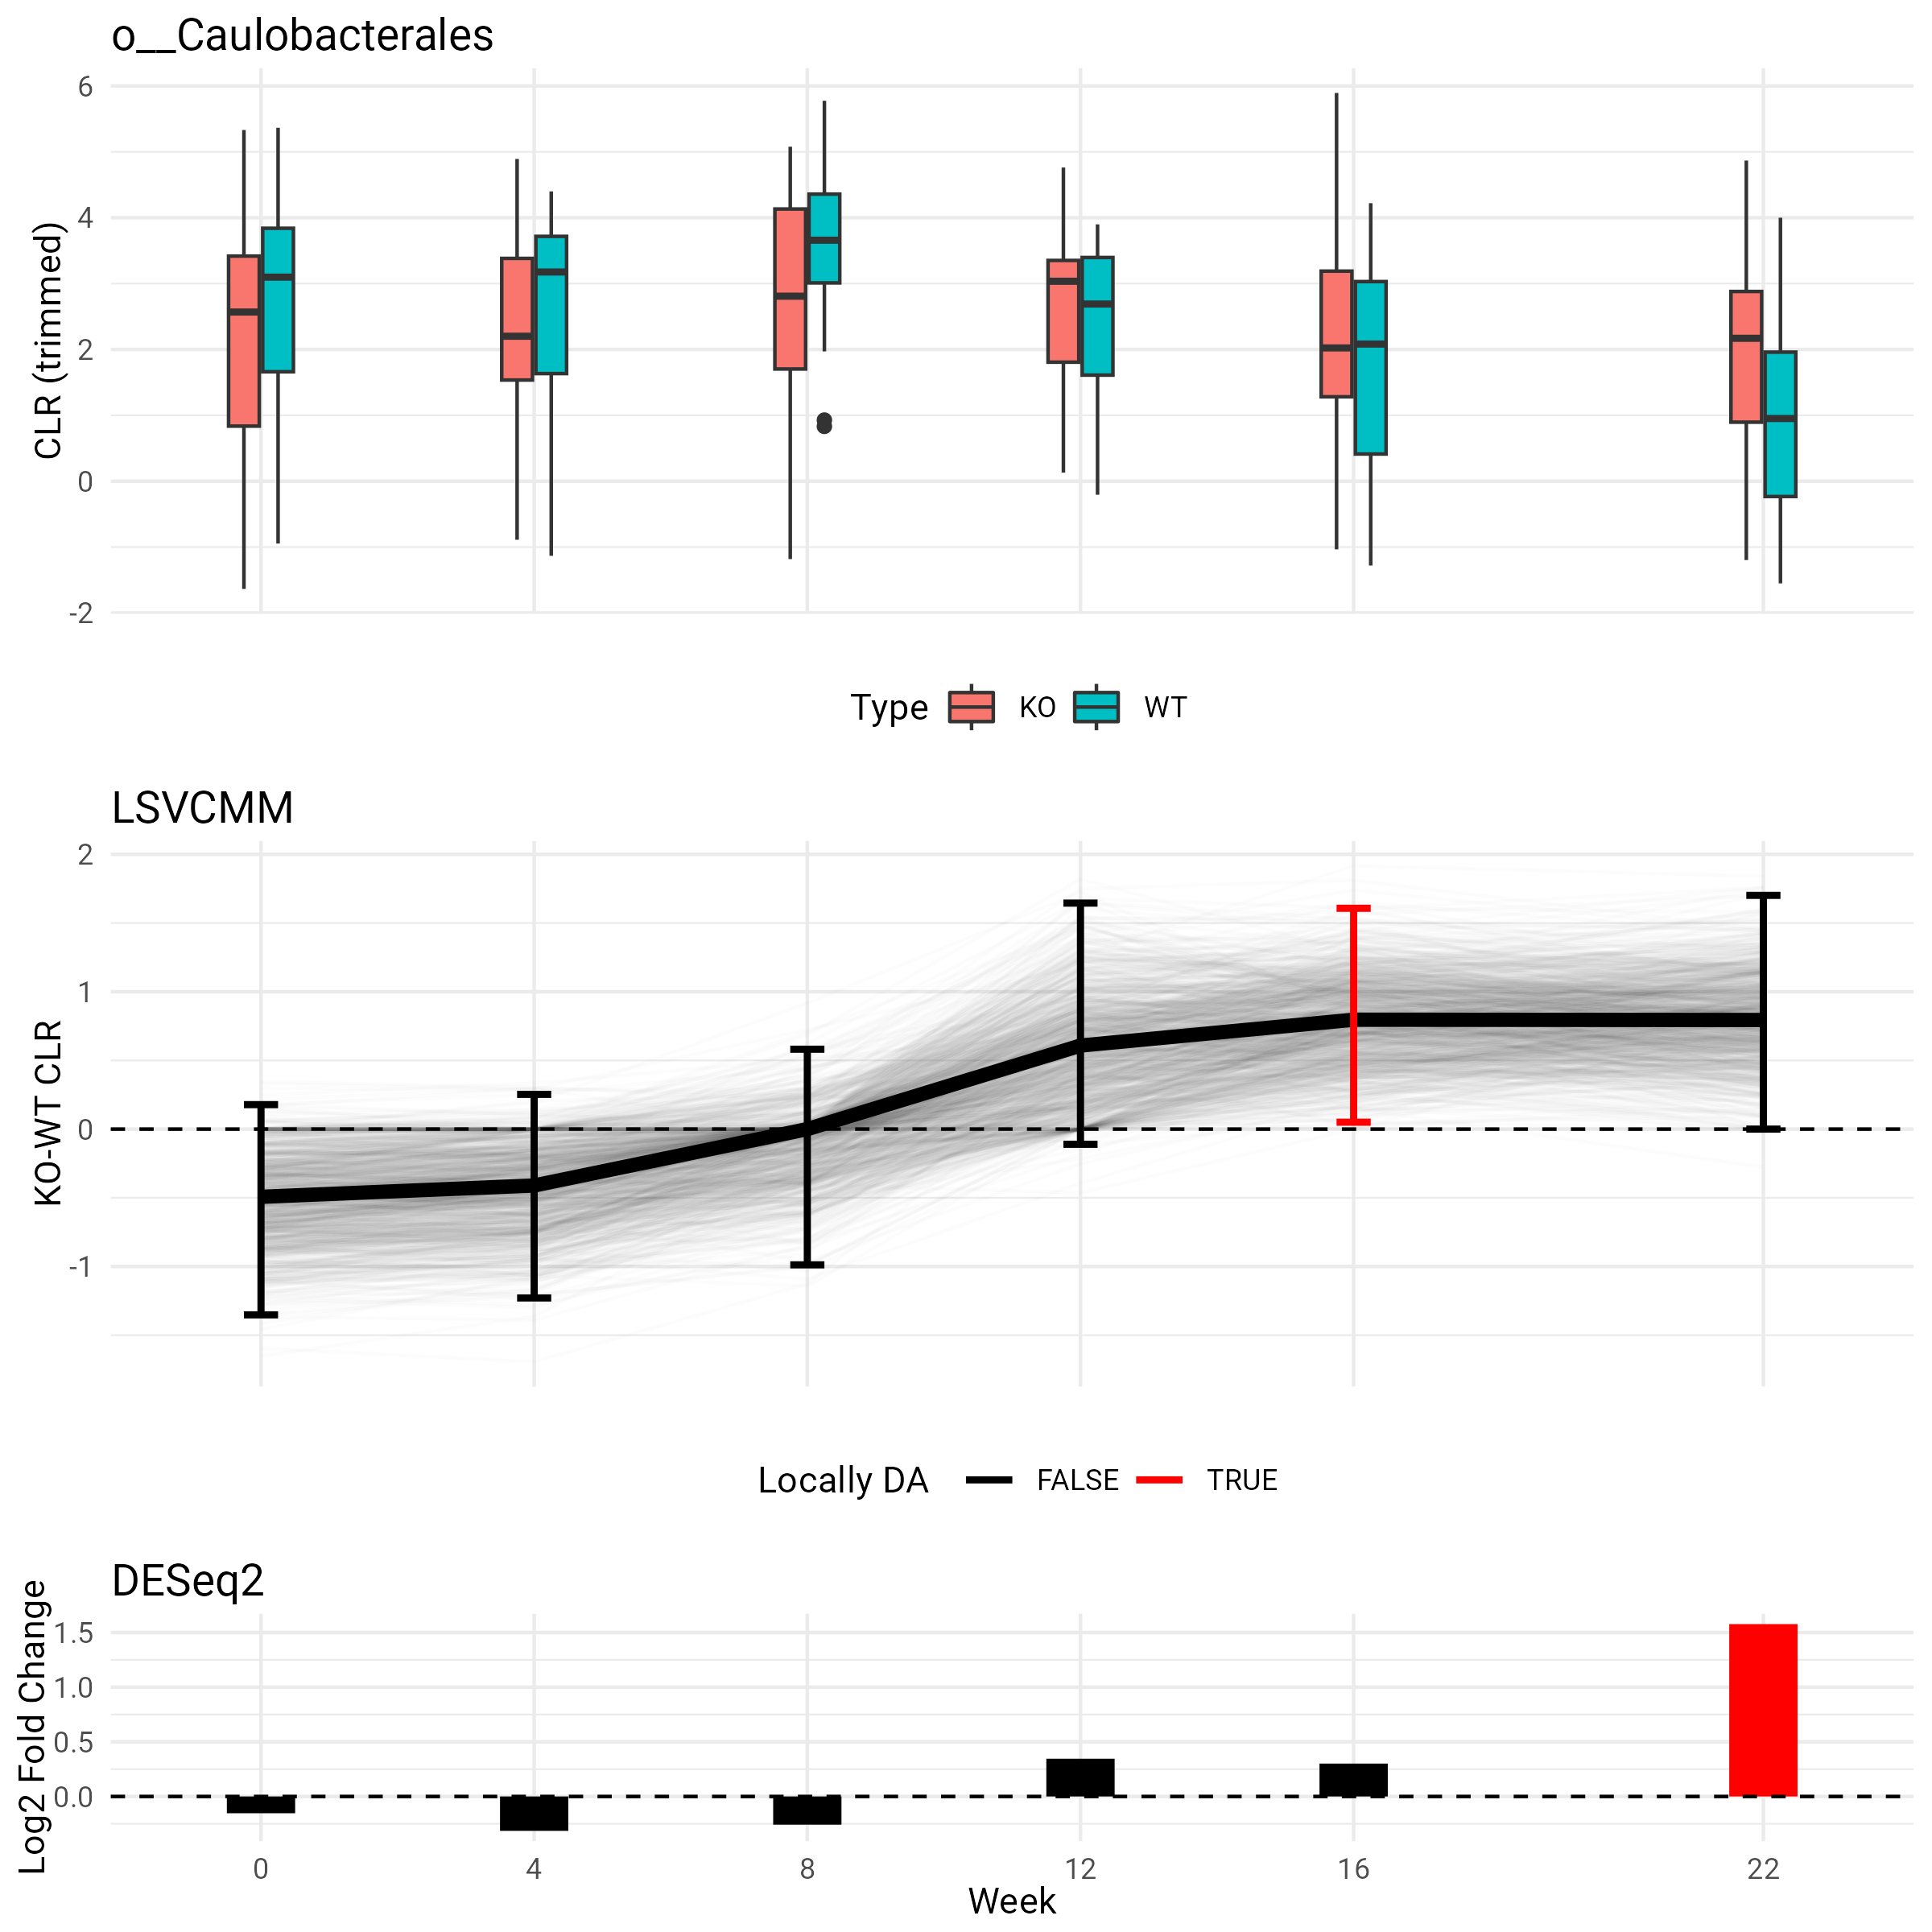 o__Caulobacterales
CLR (trimmed)
6
4
2
0
-2
Type KO WT
LSVCMM
KO-WT CLR
2
1
0
-1
Locally DA FALSE TRUE
DESeq2
Log2 Fold Change
1.5
1.0
0.5
0.0
0 4 8 12 16 22
Week